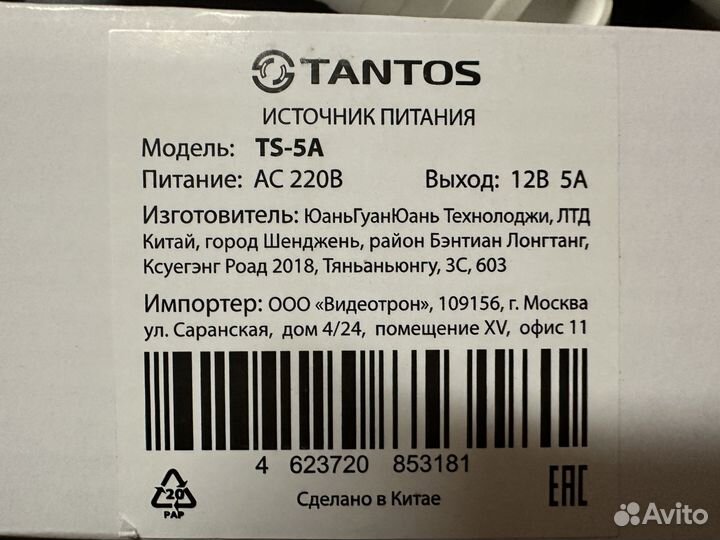 TANTOS
ИСТОЧНИК ПИТАНИЯ
Модель: TS-5A
Питание: AC 220В Выход: 12В 5А
Изготовитель: ЮаньГуанЮань Технолоджи, ЛТД
Китай, город Шенджень, район Бэнтиан Лонгтанг,
Ксуегэнг Роад 2018, Тяньаньюнгу, 3С, 603
Импортер: ООО «Видеотрон», 109156, г. Москва
ул. Саранская, дом 4/24, помещение XV, офис 11
4 623720 853181
20
PAP
Сделано в Китае
EAC
Avito